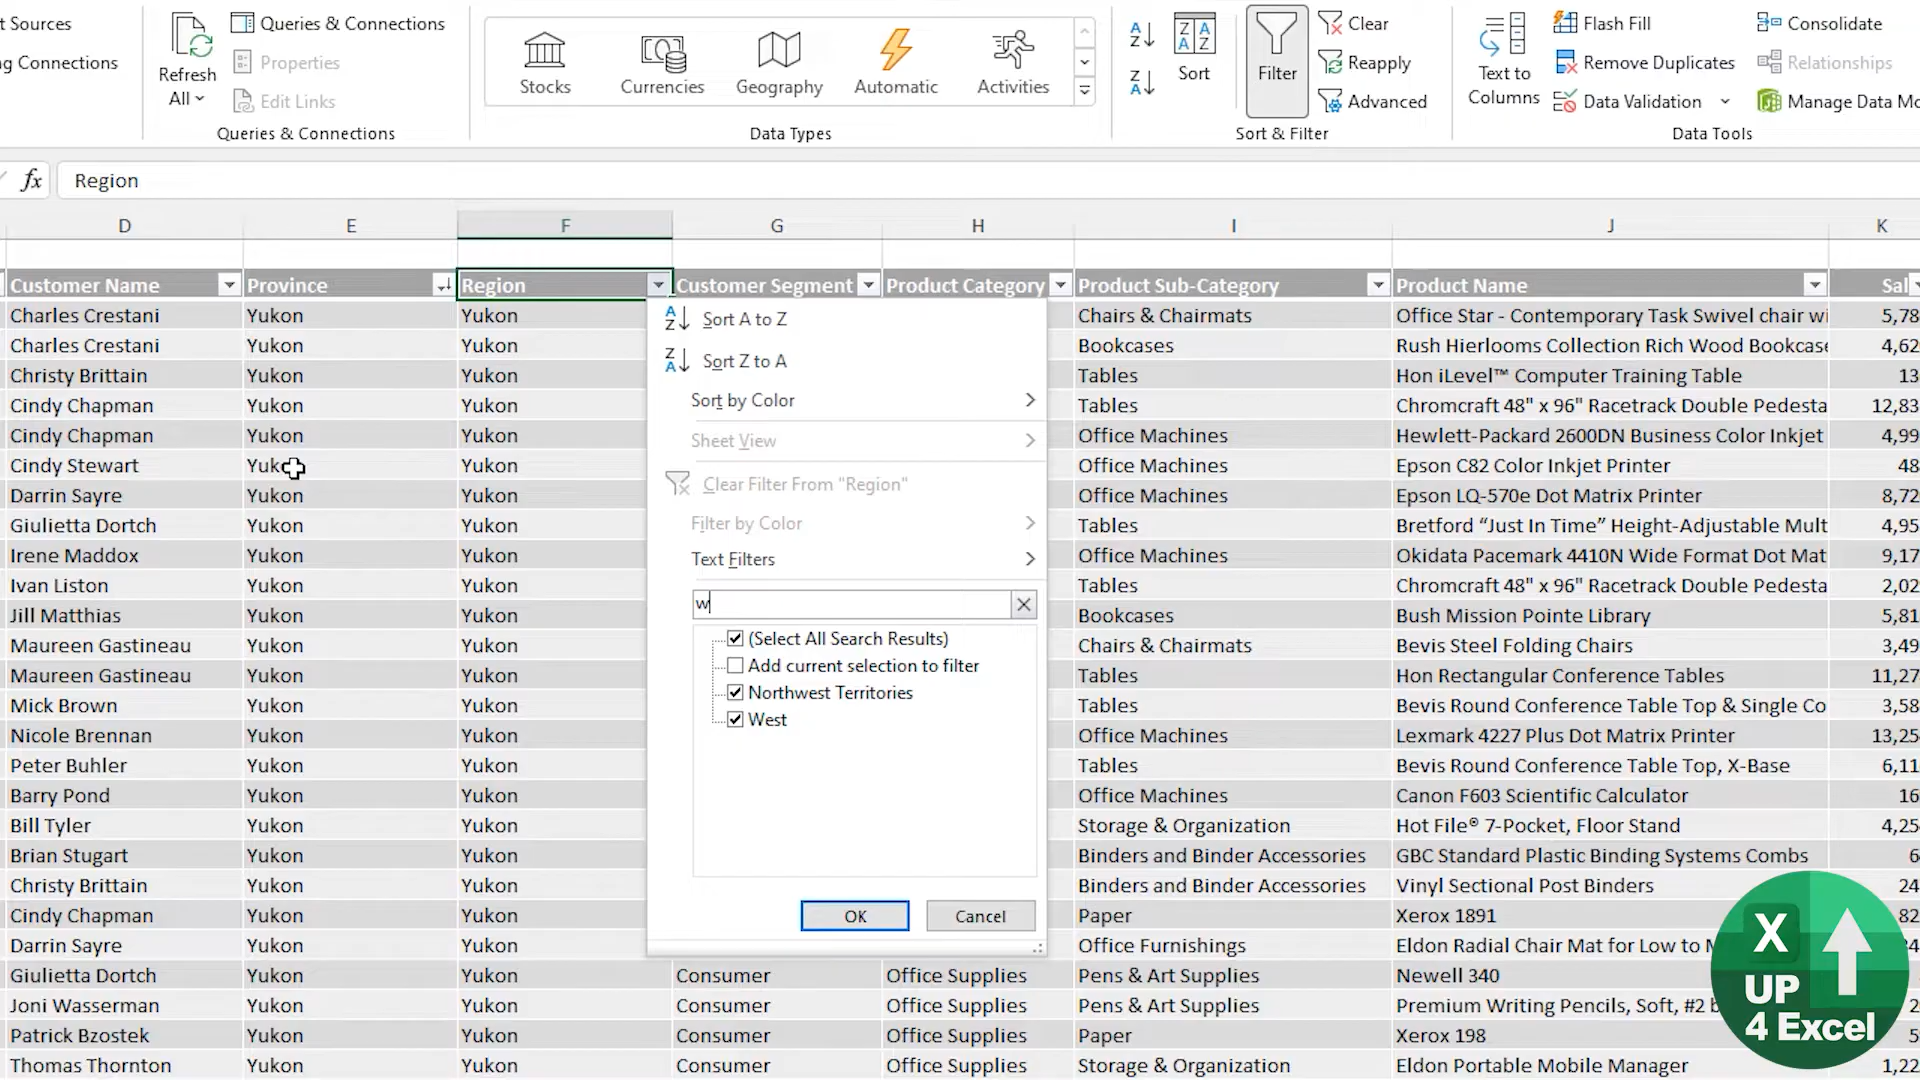 t Sources
g Connections
Refresh
All
Queries & Connections
Properties
Edit Links
Queries & Connections
Stocks
Currencies
Geography
Automatic
Activities
Data Types
A
Z
Z
A
Z A
A Z
Sort
Filter
Clear
Reapply
Advanced
Sort & Filter
Text to
Columns
Flash Fill
Remove Duplicates
Data Validation
Consolidate
Relationships
Manage Data Mo
Data Tools
fx Region
D E F G H I J K
Customer Name Province Region Customer Segment Product Category Product Sub-Category Product Name Sal
Charles Crestani Yukon Yukon Chairs & Chairmats Office Star - Contemporary Task Swivel chair wi 5,78
Charles Crestani Yukon Yukon Bookcases Rush Hierlooms Collection Rich Wood Bookcase 4,62
Christy Brittain Yukon Yukon Tables Hon iLevel™ Computer Training Table 13
Cindy Chapman Yukon Yukon Tables Chromcraft 48" x 96" Racetrack Double Pedesta 12,83
Cindy Chapman Yukon Yukon Office Machines Hewlett-Packard 2600DN Business Color Inkjet 4,99
Cindy Stewart Yuk Yukon Office Machines Epson C82 Color Inkjet Printer 48
Darrin Sayre Yukon Yukon Office Machines Epson LQ-570e Dot Matrix Printer 8,72
Giulietta Dortch Yukon Yukon Tables Bretford “Just In Time” Height-Adjustable Mult 4,95
Irene Maddox Yukon Yukon Office Machines Okidata Pacemark 4410N Wide Format Dot Mat 9,17
Ivan Liston Yukon Yukon Tables Chromcraft 48" x 96" Racetrack Double Pedesta 2,02
Jill Matthias Yukon Yukon Bookcases Bush Mission Pointe Library 5,81
Maureen Gastineau Yukon Yukon Chairs & Chairmats Bevis Steel Folding Chairs 3,49
Maureen Gastineau Yukon Yukon Tables Hon Rectangular Conference Tables 11,27
Mick Brown Yukon Yukon Tables Bevis Round Conference Table Top & Single Co 3,58
Nicole Brennan Yukon Yukon Office Machines Lexmark 4227 Plus Dot Matrix Printer 13,25
Peter Buhler Yukon Yukon Tables Bevis Round Conference Table Top, X-Base 6,11
Barry Pond Yukon Yukon Office Machines Canon F603 Scientific Calculator 16
Bill Tyler Yukon Yukon Storage & Organization Hot File® 7-Pocket, Floor Stand 4,25
Brian Stugart Yukon Yukon Binders and Binder Accessories GBC Standard Plastic Binding Systems Combs 6
Christy Brittain Yukon Yukon Binders and Binder Accessories Vinyl Sectional Post Binders 24
Cindy Chapman Yukon Yukon Paper Xerox 1891 82
Darrin Sayre Yukon Yukon Office Furnishings Eldon Radial Chair Mat for Low to M 34
Giulietta Dortch Yukon Yukon Consumer Office Supplies Pens & Art Supplies Newell 340
Joni Wasserman Yukon Yukon Consumer Office Supplies Pens & Art Supplies Premium Writing Pencils, Soft, #2 b 2
Patrick Bzostek Yukon Yukon Consumer Office Supplies Paper Xerox 198 5
Thomas Thornton Yukon Yukon Consumer Office Supplies Storage & Organization Eldon Portable Mobile Manager 1,22
Sort A to Z
Sort Z to A
Sort by Color
Sheet View
Clear Filter From "Region"
Filter by Color
Text Filters
w
(Select All Search Results)
Add current selection to filter
Northwest Territories
West
OK
Cancel
X
UP
4 Excel